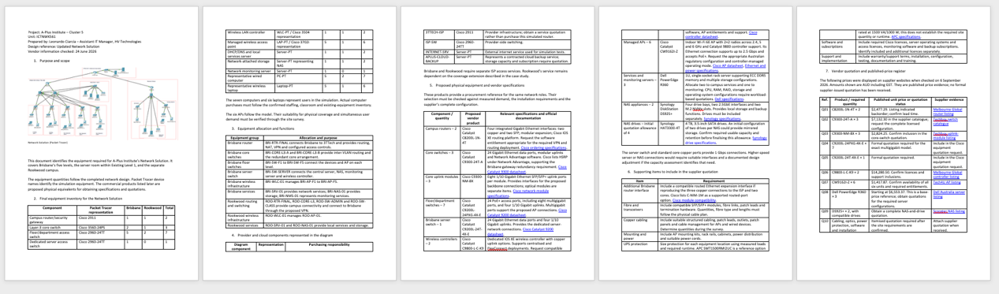 Project: A-Plus Institute – Cluster 5
Unit: ICTNWK561
Prepared by: Leonardo Ciarcia – Assistant IT Manager, HV Technologies
Design reference: Updated Network Solution
Vendor information checked: 24 June 2026
1. Purpose and scope
Network Solution (Packet Tracer)
This document identifies the equipment required for A-Plus Institute's Network Solution. It
covers Brisbane's five levels, the server room within Existing Level 1, and the separate
Rookwood campus.
The equipment quantities follow the completed network design. Packet Tracer device
names identify the simulation components. The commercial products listed later are
proposed physical equivalents for obtaining specifications and quotations.
2. Final equipment inventory for the Network Solution
Component Packet Tracer representation Brisbane Rookwood Total
Campus router/security gateway Cisco 2911 1 1 2
Layer-3 core switch Cisco 3560-24PS 2 1 3
Floor/department access switch Cisco 2960-24TT 5 2 7
Dedicated server access switch Cisco 2960-24TT 1 0 1
Wireless LAN controller WLC-PT / Cisco 3504 representation 1 1 2
Managed wireless access point LAP-PT / Cisco 3702i representation 5 1 6
DHCP/DNS and local services server Server-PT 1 1 2
Network-attached storage Server-PT representing NAS 1 1 2
Network monitoring server Server-PT 1 0 1
Representative wired computer PC-PT 5 2 7
Representative wireless laptop Laptop-PT 5 1 6
The seven computers and six laptops represent users in the simulation. Actual computer
purchases must follow the confirmed staffing, classroom and existing equipment inventory.
The six APs follow the model. Their suitability for physical coverage and simultaneous user
demand must be verified through the site survey.
3. Equipment allocation and functions
Equipment group Allocation and purpose
Brisbane router BRI-RTR-FINAL connects Brisbane to 3Ttech and provides routing,
NAT, VPN and configured access controls.
Brisbane core switches BRI-CORE-L3-A and BRI-CORE-L3-B provide inter-VLAN routing and
the redundant core arrangement.
Brisbane floor switches BRI-SW-F1 to BRI-SW-F5 connect the devices and AP on each
level.
Brisbane server switch BRI-SW-SERVER connects the central server, NAS, monitoring
server and wireless controller.
Brisbane wireless infrastructure BRI-WLC-01 manages BRI-AP-F1 to BRI-AP-F5.
Brisbane services BRI-SRV-01 provides network services; BRI-NAS-01 provides
storage; BRI-NMS-01 represents monitoring services.
Rookwood routing and switching ROO-RTR-FINAL, ROO-CORE-L3, ROO-SW-ADMIN and ROO-SW-
CLASS provide campus connectivity and connect to Brisbane
through the proposed VPN.
Rookwood wireless infrastructure ROO-WLC-01 manages ROO-AP-F1.
Rookwood services ROO-SRV-01 and ROO-NAS-01 provide local services and storage.
4. Provider and cloud components represented in the diagram
Diagram component Representation Purchasing responsibility
3TTECH-ISP Cisco 2911 Provider infrastructure; obtain a service quotation
rather than purchase this simulated router.
ISP-SW Cisco 2960-24TT Provider side switching.
INTERNET-SRV Server-PT External internet service used for simulation tests.
APLUS-CLOUD-BACKUP Server-PT Represents a contracted cloud backup service;
storage capacity and subscription require quotation.
Brisbane and Rookwood require separate ISP access services. Rookwood's service remains
dependent on the coverage extension described in the case study.
5. Proposed physical equipment and vendor specifications
These products provide a procurement reference for the same network roles. Their
selection must be checked against measured demand, the installation requirements and the
supplier's complete configuration.
Component / quantity Proposed vendor product Relevant specifications and official documentation
Campus routers – 2 Cisco Catalyst C8200L-1N-4T
Four integrated Gigabit Ethernet interfaces: two
copper and two SFP; modular expansion; Cisco IOS
XE routing platform. Request the software
entitlement appropriate for the required VPN and
routing deployment. Cisco ordering specifications.
Core switches – 3 Cisco Catalyst C9300-24T-A
24 Gigabit Ethernet data ports, modular uplinks
and Network Advantage software. Cisco lists HSRP
under Network Advantage, supporting the
Brisbane gateway redundancy requirement. Cisco
Catalyst 9300 datasheet
Core uplink modules – 3 Cisco C9300-NM-8X
Eight 1/10 Gigabit Ethernet SFP/SFP+ uplink ports
per module. Provides interfaces for the proposed
backbone connections; optical modules are
separate items. Cisco network-module
specifications.
Floor/department switches – 7 Cisco Catalyst C9200L-24PXG-4X-E
24 PoE+ access ports, including eight multigigabit
ports, and four 1/10 Gigabit uplinks. Multigigabit
ports support the proposed AP connections. Cisco
Catalyst 9200 datasheet
Brisbane server switch – 1 Cisco Catalyst C9200L-24T-4X-E
24 Gigabit Ethernet data ports and four 1/10
Gigabit uplinks. Provides the dedicated server-
network connections. Cisco Catalyst 9200
datasheet
Wireless controllers – 2 Cisco Catalyst C9800-L-C-K9
Dedicated IOS XE wireless controller with copper
uplink options. Supports centralised and
FlexConnect deployments. Request compatible
software, AP entitlements and support. Cisco
controller datasheet.
Managed APs – 6 Cisco Catalyst CW9162I-Z
Indoor Wi-Fi 6E AP with 2×2 radios across 2.4, 5
and 6 GHz and Catalyst 9800 controller support. Its
Ethernet connection supports up to 2.5 Gbps and
accepts PoE+. Request the appropriate Australian
regulatory configuration and controller-managed
operating mode. Cisco AP datasheet. Ethernet and
power specifications.
Services and monitoring servers – 3 Dell PowerEdge R360
1U, single-socket rack server supporting ECC DDR5
memory and multiple storage configurations.
Allocate two to campus services and one to
monitoring. CPU, RAM, RAID, storage and
operating-system configurations require workload-
based quotations. Dell specifications.
NAS appliances – 2 Synology DiskStation DS925+
Four drive bays, two 2.5GbE interfaces and two
M.2 NVMe slots. Provides local storage and backup
functions. Drives must be included
separately. Synology specifications.
NAS drives – initial quotation allowance of 4 Synology HAT3300-4T
4 TB, 3.5-inch SATA drives. An initial configuration
of two drives per NAS could provide mirrored
storage. Confirm required usable capacity and
retention before finalising this allowance. Synology
drive specifications.
The server switch and standard core copper ports provide 1 Gbps connections. Higher-speed
server or NAS connections would require suitable interfaces and a documented design
adjustment if the capacity assessment identifies that need.
6. Supporting items to include in the supplier quotation
Item Requirement
Additional Brisbane router interface
Include a compatible routed Ethernet expansion interface if
reproducing the three copper connections to the ISP and two
cores. Cisco lists C-NIM-2M as a supported routed-port
option. Cisco module compatibility.
Fibre and transceivers
Include compatible SFP/SFP+ modules, fibre links, patch leads and
termination hardware. Quantities, fibre type and lengths must
follow the physical cable plan.
Copper cabling
Include suitable structured cabling, patch leads, outlets, patch
panels and cable management for APs and wired devices.
Determine quantities during the survey.
Mounting and power
Include AP mounting kits, rack rails, cabinets, power distribution
and suitable power cords.
UPS protection
Size protection for each equipment location using measured loads
and required runtime. APC SMT1500RMI2UC is a reference option
rated at 1500 VA/1000 W; this does not establish the required site
quantity or runtime. APC specifications.
Software and subscriptions
Include required Cisco licences, server operating systems and
access licences, monitoring software and backup subscriptions.
Identify included and additional licences separately.
Support and implementation
Include warranty/support terms, installation, configuration,
testing, documentation and training.
7. Vendor quotation and published-price register
The following prices were displayed on supplier websites when checked on 6 September
2026. Amounts shown are AUD including GST. They are published price evidence; no formal
supplier quotation has been received.
Ref. Product / required quantity Published unit price or quotation status Supplier evidence
Q01 C8200L-1N-4T × 2 $2,477.29. Listing indicated backorder; confirm lead time. Melbourne Global router listing
Q02 C9300-24T-A × 3 $7,132.30 in the supplier catalogue; request the complete licensed configuration.
Q03 C9300-NM-8X × 3 $2,824.25. Confirm inclusion in the core-switch quotation.
Q04 C9200L-24PXG-4X-E × 7 Formal quotation required for the exact multigigabit model. Include in the Cisco equipment quotation request.
Q05 C9200L-24T-4X-E × 1 Formal quotation required. Include in the Cisco equipment quotation request.
Q06 C9800-L-C-K9 × 2 $14,280.50. Confirm licences and support inclusions.
Q07 CW9162I-Z × 6 $1,417.87. Confirm availability of all six units and required entitlements.
Q08 Dell PowerEdge R360 × 3 Starting at $6,553.37. This is a base price reference; obtain quotations for the required server configurations. Dell Australia server listing
Q09 DS925+ × 2, with compatible drives Obtain a complete NAS-and-drive quotation.
Q10 Cabling, optics, power protection, software and installation Itemised quotation required after the site requirements are confirmed. Attach supplier quotation when received.